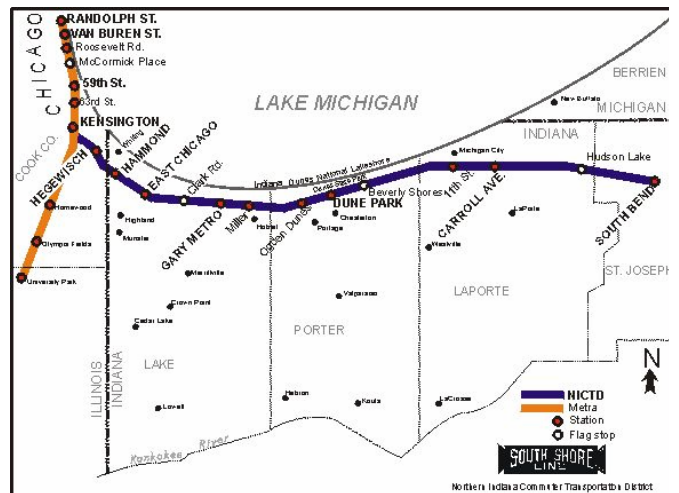 RANDOLPH ST.
VAN BUREN ST.
Roosevelt Rd.
McCormick Place
59th St.
63rd St.
KENSINGTON
CHICAGO
COOK CO.
LAKE MICHIGAN
BERRIEN
MICHIGAN
INDIANA
New Buffalo
Whiting
HEGEWISCH
HAMMOND
EAST CHICAGO
Clark Rd.
GARY METRO
Miller
Ogden Dunes
DUNE PARK
Beverly Shores
Indiana Dunes National Lakeshore
Dunes State Park
Michigan City
11th St.
CARROLL AVE.
Hudson Lake
SOUTH BEND
Homewood
Olympia Fields
University Park
Highland
Munster
Hobart
Chesterton
Portage
Westville
LaPorte
ST. JOSEPH
Merrillville
Crown Point
Cedar Lake
Valparaiso
LAPORTE
PORTER
LAKE
ILLINOIS
INDIANA
Lowell
Hebron
Kouts
LaCrosse
Kankakee River
N
NICTD
Metra
Station
Flag stop
SOUTH SHORE
LINE
Northern Indiana Commuter Transportation District